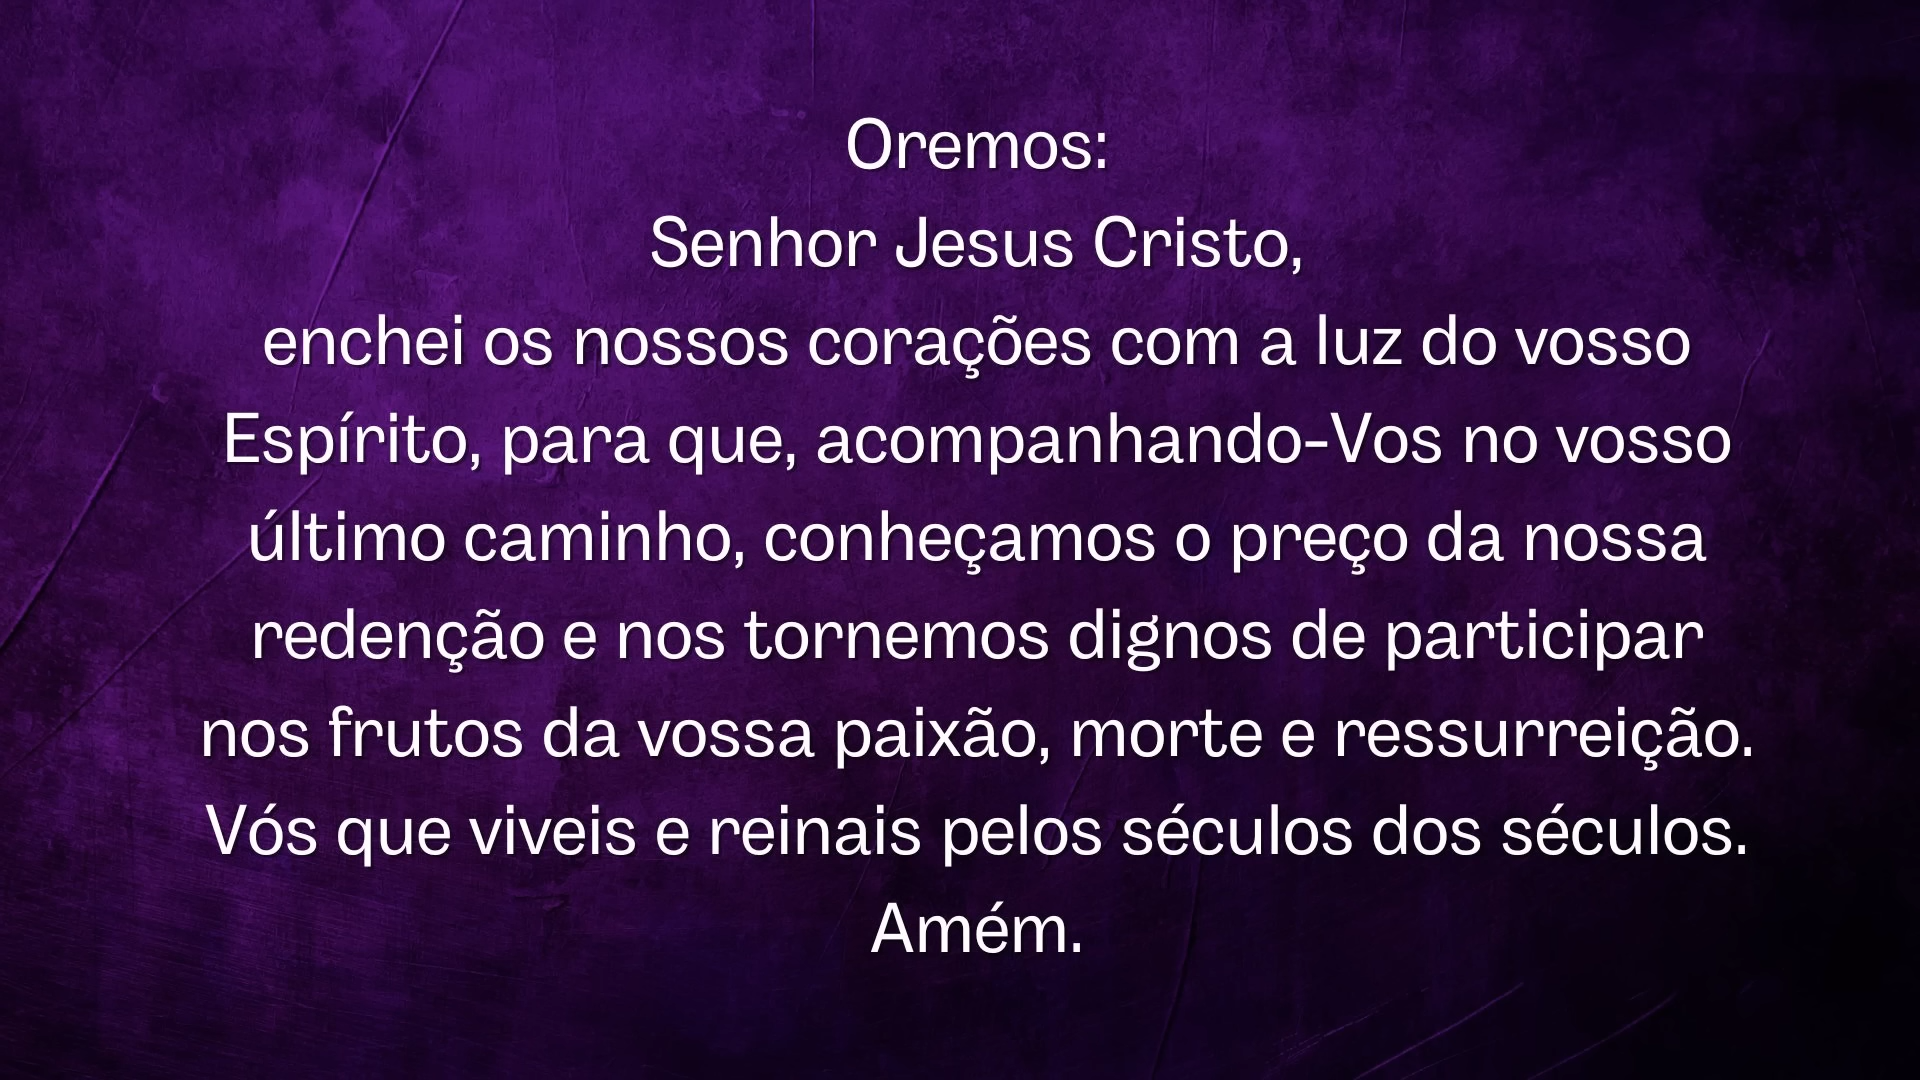 Oremos:
Senhor Jesus Cristo,
enchei os nossos corações com a luz do vosso
Espírito, para que, acompanhando-Vos no vosso
último caminho, conheçamos o preço da nossa
redenção e nos tornemos dignos de participar
nos frutos da vossa paixão, morte e ressurreição.
Vós que viveis e reinais pelos séculos dos séculos.
Amém.